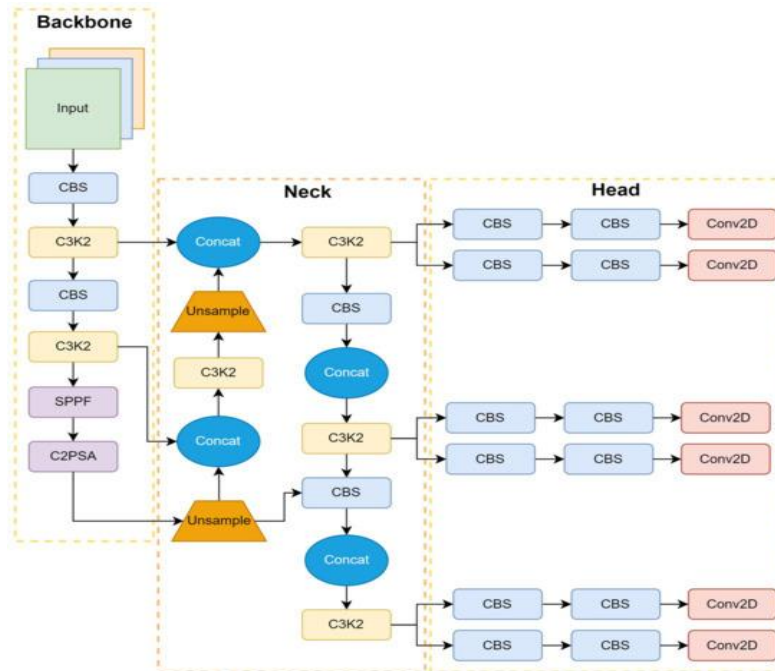 Backbone
Input
CBS
C3K2
CBS
C3K2
SPPF
C2PSA
Neck
Concat
C3K2
Unsample
CBS
C3K2
Concat
Concat
C3K2
Unsample
CBS
Concat
C3K2
Head
CBS CBS Conv2D
CBS CBS Conv2D
CBS CBS Conv2D
CBS CBS Conv2D
CBS CBS Conv2D
CBS CBS Conv2D